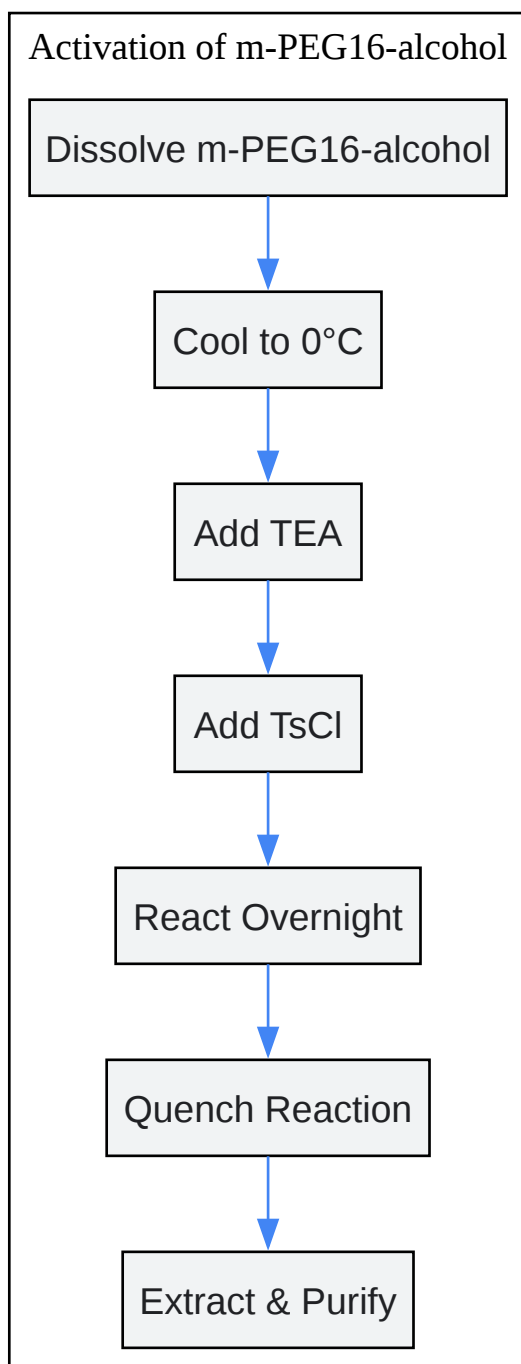 Activation of m-PEG16-alcohol
Dissolve m-PEG16-alcohol
Cool to 0°C
Add TEA
Add TsCl
React Overnight
Quench Reaction
Extract & Purify